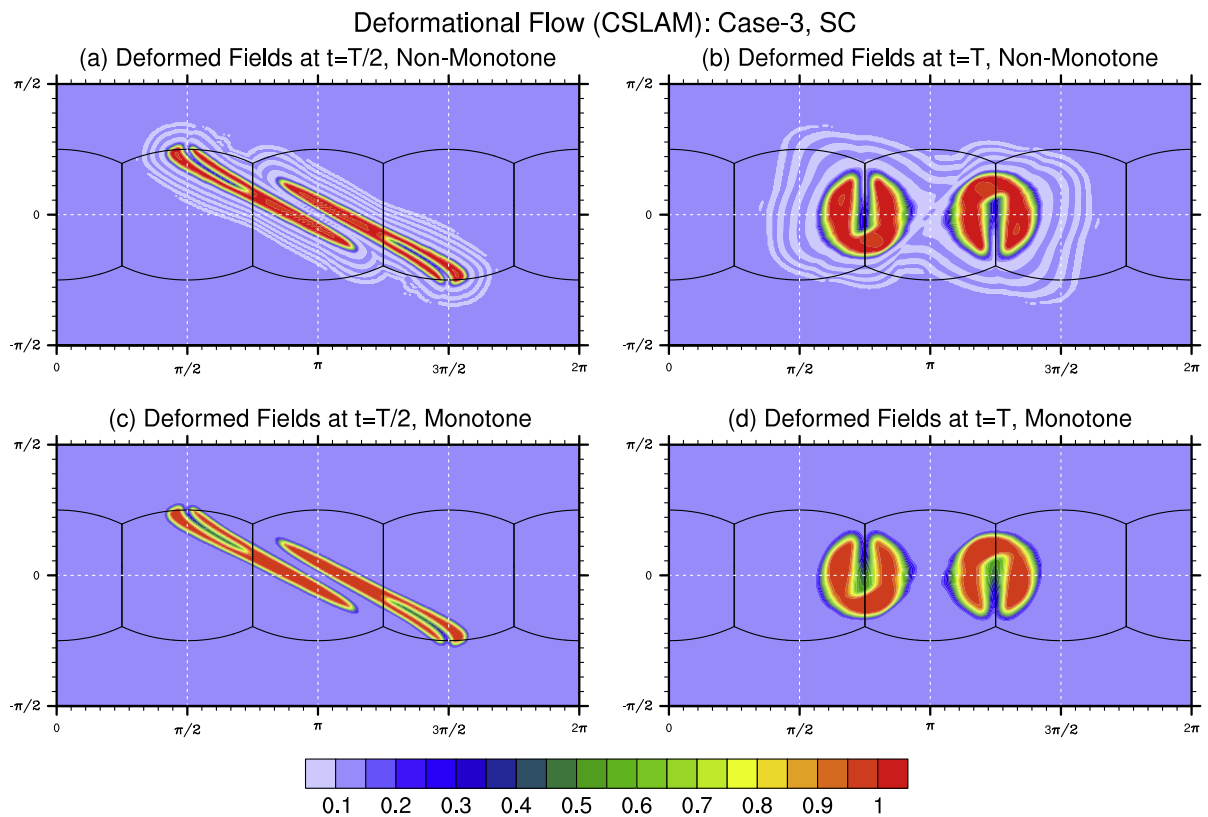 Deformational Flow (CSLAM): Case-3, SC
(a) Deformed Fields at t=T/2, Non-Monotone
(b) Deformed Fields at t=T, Non-Monotone
π/2
0
-π/2
0 π/2 π 3π/2 2π
π/2
0
-π/2
0 π/2 π 3π/2 2π
(c) Deformed Fields at t=T/2, Monotone
(d) Deformed Fields at t=T, Monotone
π/2
0
-π/2
0 π/2 π 3π/2 2π
π/2
0
-π/2
0 π/2 π 3π/2 2π
0.1 0.2 0.3 0.4 0.5 0.6 0.7 0.8 0.9 1